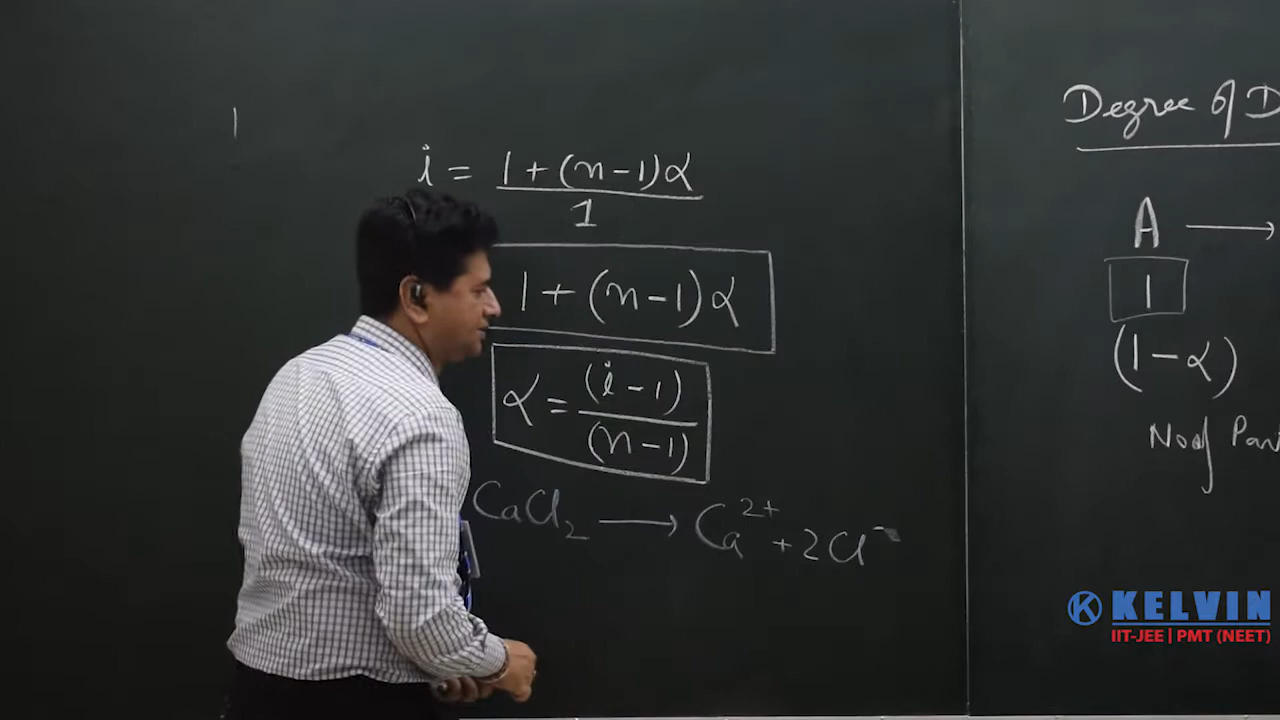 i = 1 + (n - 1)α
1
1 + (n - 1)α
α = (i - 1)
(n - 1)
CaCl₂ ⟶ Ca²⁺ + 2Cl⁻
Degree of D
A ⟶
1
(1 - α)
No of
KELVIN
IIT-JEE | PMT (NEET)